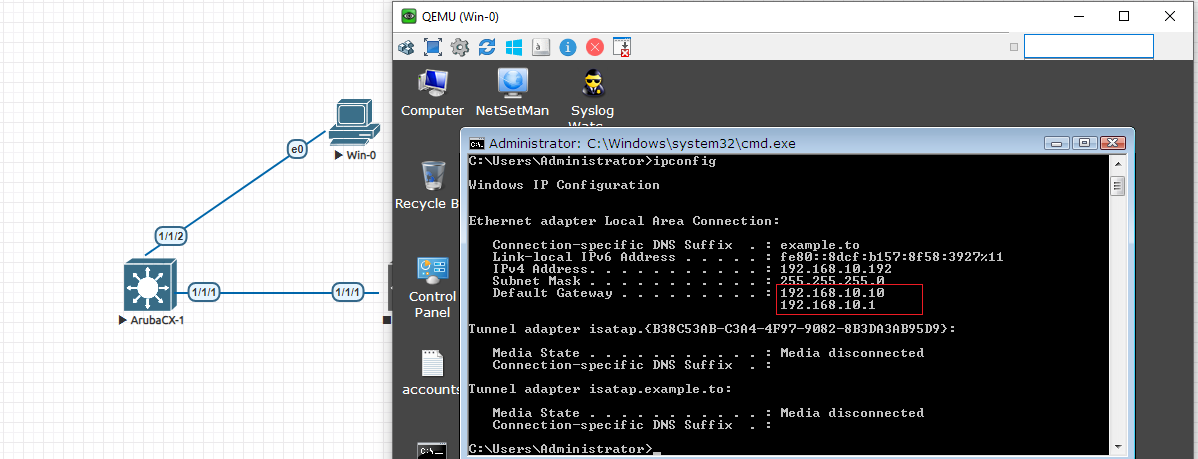 QEMU (Win-0)
Computer
NetSetMan
Syslog
Recycle B
Control
Panel
accounts
e0
Win-0
1/1/2
1/1/1
1/1/1
ArubaCX-1
Administrator: C:\Windows\system32\cmd.exe
C:\Users\Administrator>ipconfig
Windows IP Configuration
Ethernet adapter Local Area Connection:
Connection-specific DNS Suffix . : example.to
Link-local IPv6 Address . . . . . : fe80::8dcf:b157:8f58:3927%11
IPv4 Address. . . . . . . . . . . : 192.168.10.192
Subnet Mask . . . . . . . . . . . : 255.255.255.0
Default Gateway . . . . . . . . . : 192.168.10.10
192.168.10.1
Tunnel adapter isatap.{B38C53AB-C3A4-4F97-9082-8B3DA3AB95D9}:
Media State . . . . . . . . . . . : Media disconnected
Connection-specific DNS Suffix . :
Tunnel adapter isatap.example.to:
Media State . . . . . . . . . . . : Media disconnected
Connection-specific DNS Suffix . :
C:\Users\Administrator>_